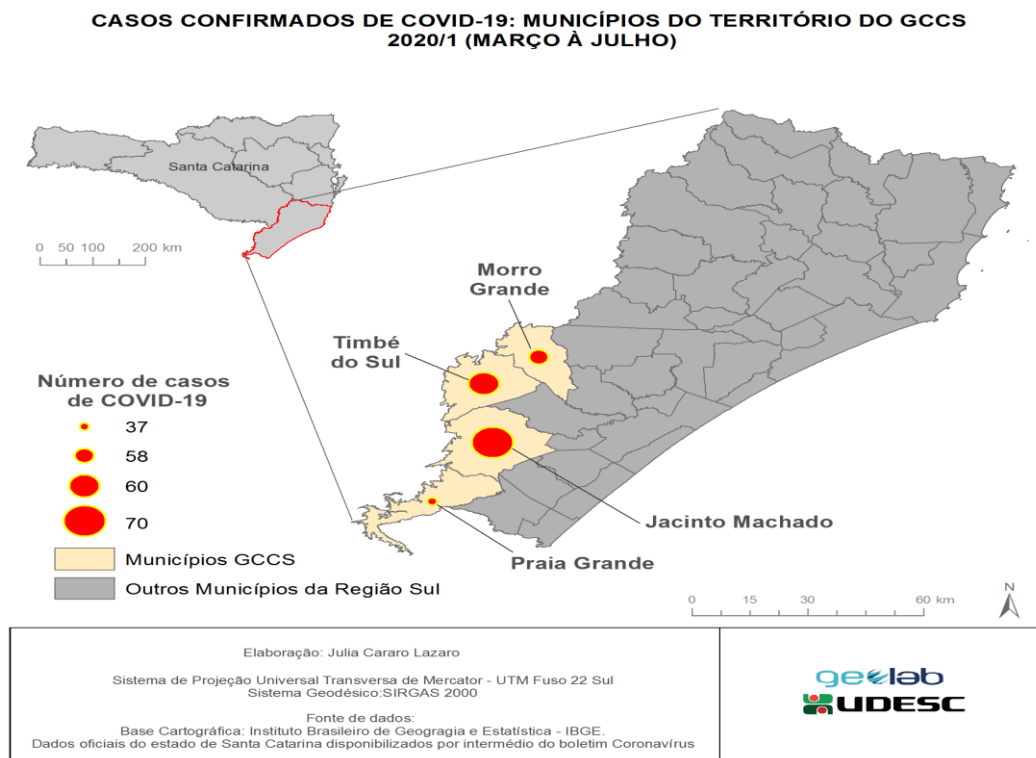 CASOS CONFIRMADOS DE COVID-19: MUNICÍPIOS DO TERRITÓRIO DO GCCS
2020/1 (MARÇO À JULHO)
Santa Catarina
0 50 100 200 km
Morro
Grande
Timbé
do Sul
Número de casos
de COVID-19
37
58
60
70
Jacinto Machado
Praia Grande
Municípios GCCS
Outros Municípios da Região Sul
0 15 30 60 km
N
Elaboração: Julia Cararo Lazaro
Sistema de Projeção Universal Transversa de Mercator - UTM Fuso 22 Sul
Sistema Geodésico:SIRGAS 2000
Fonte de dados:
Base Cartográfica: Instituto Brasileiro de Geogragia e Estatística - IBGE.
Dados oficiais do estado de Santa Catarina disponibilizados por intermédio do boletim Coronavírus
geolab
UDESC